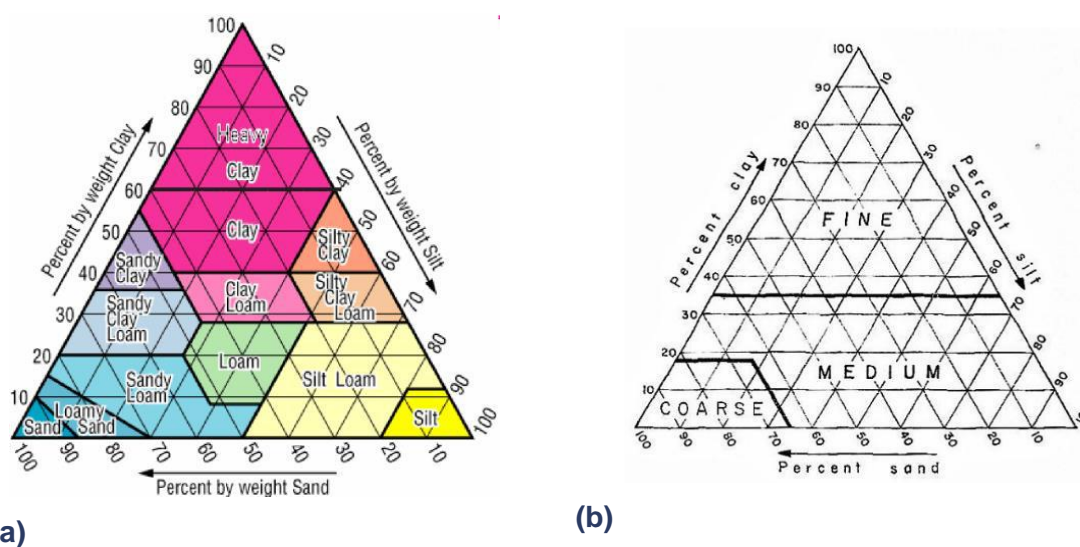 100
90
80
70
60
50
40
30
20
10
10
20
30
40
50
60
70
80
90
100
100
90
80
70
60
50
40
30
20
10
Percent by weight Clay
Percent by weight Silt
Percent by weight Sand
Heavy
Clay
Clay
Silty
Clay
Sandy
Clay
Clay
Loam
Silty
Clay
Loam
Sandy
Clay
Loam
Loam
Silt Loam
Sandy
Loam
Loamy
Sand
Sand
Silt
a)
100
90
80
70
60
50
40
30
20
10
10
20
30
40
50
60
70
80
90
100
90
80
70
60
50
40
30
20
10
Percent clay
Percent silt
Percent sand
FINE
MEDIUM
COARSE
(b)